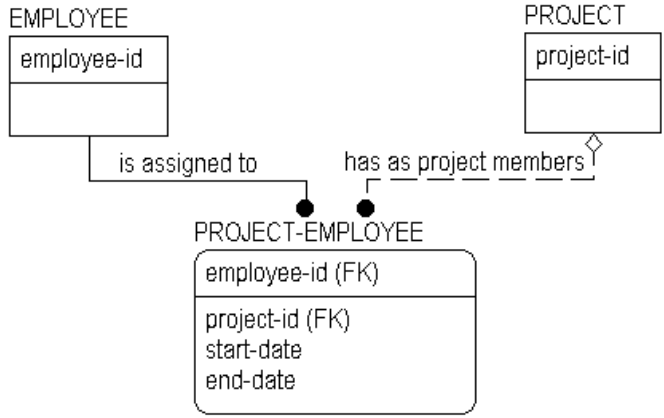 EMPLOYEE
employee-id
PROJECT
project-id
is assigned to
has as project members
PROJECT-EMPLOYEE
employee-id (FK)
project-id (FK)
start-date
end-date